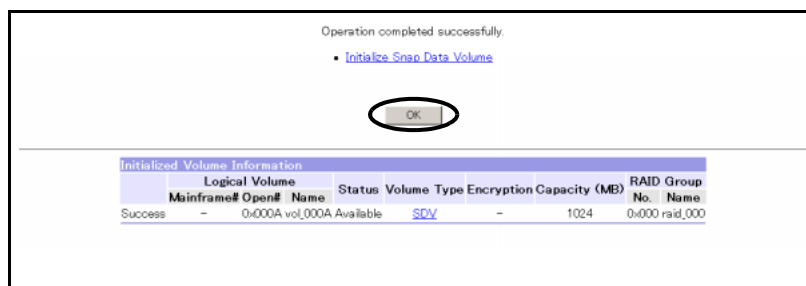 Operation completed successfully.
• Initialize Snap Data Volume
OK
Initialized Volume Information
Logical Volume Status Volume Type Encryption Capacity (MB) RAID Group
Mainframe# Open# Name No. Name
Success – 0x000A vol_000A Available SDV – 1024 0x000 raid_000